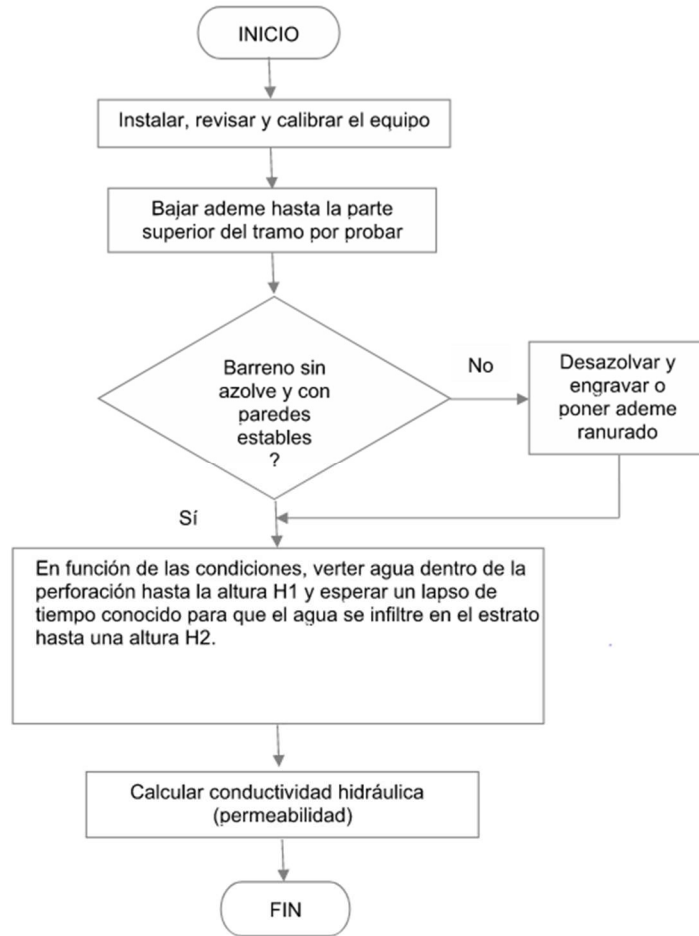 INICIO
Instalar, revisar y calibrar el equipo
Bajar ademe hasta la parte
superior del tramo por probar
Barreno sin
azolve y con
paredes
estables
?
No
Desazolvar y
engravar o
poner ademe
ranurado
Sí
En función de las condiciones, verter agua dentro de la
perforación hasta la altura H1 y esperar un lapso de
tiempo conocido para que el agua se infiltre en el estrato
hasta una altura H2.
Calcular conductividad hidráulica
(permeabilidad)
FIN